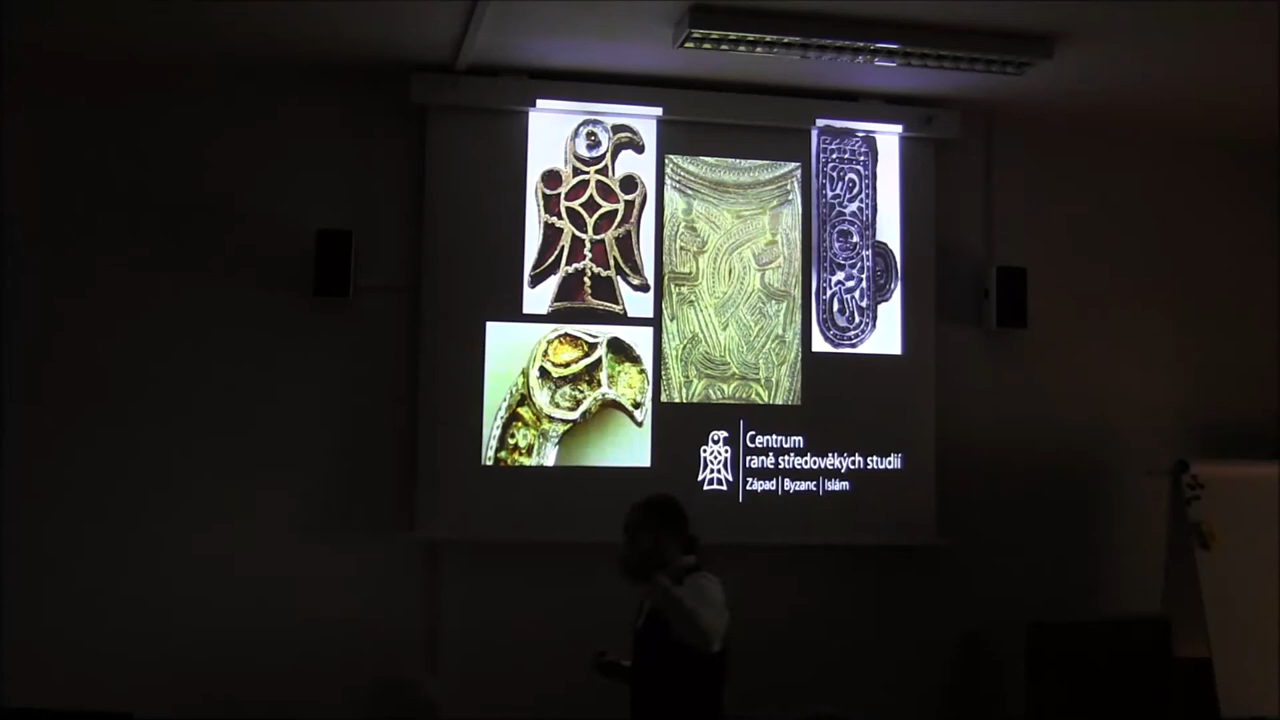 Centrum
raně středověkých studií
Západ | Byzanc | Islám